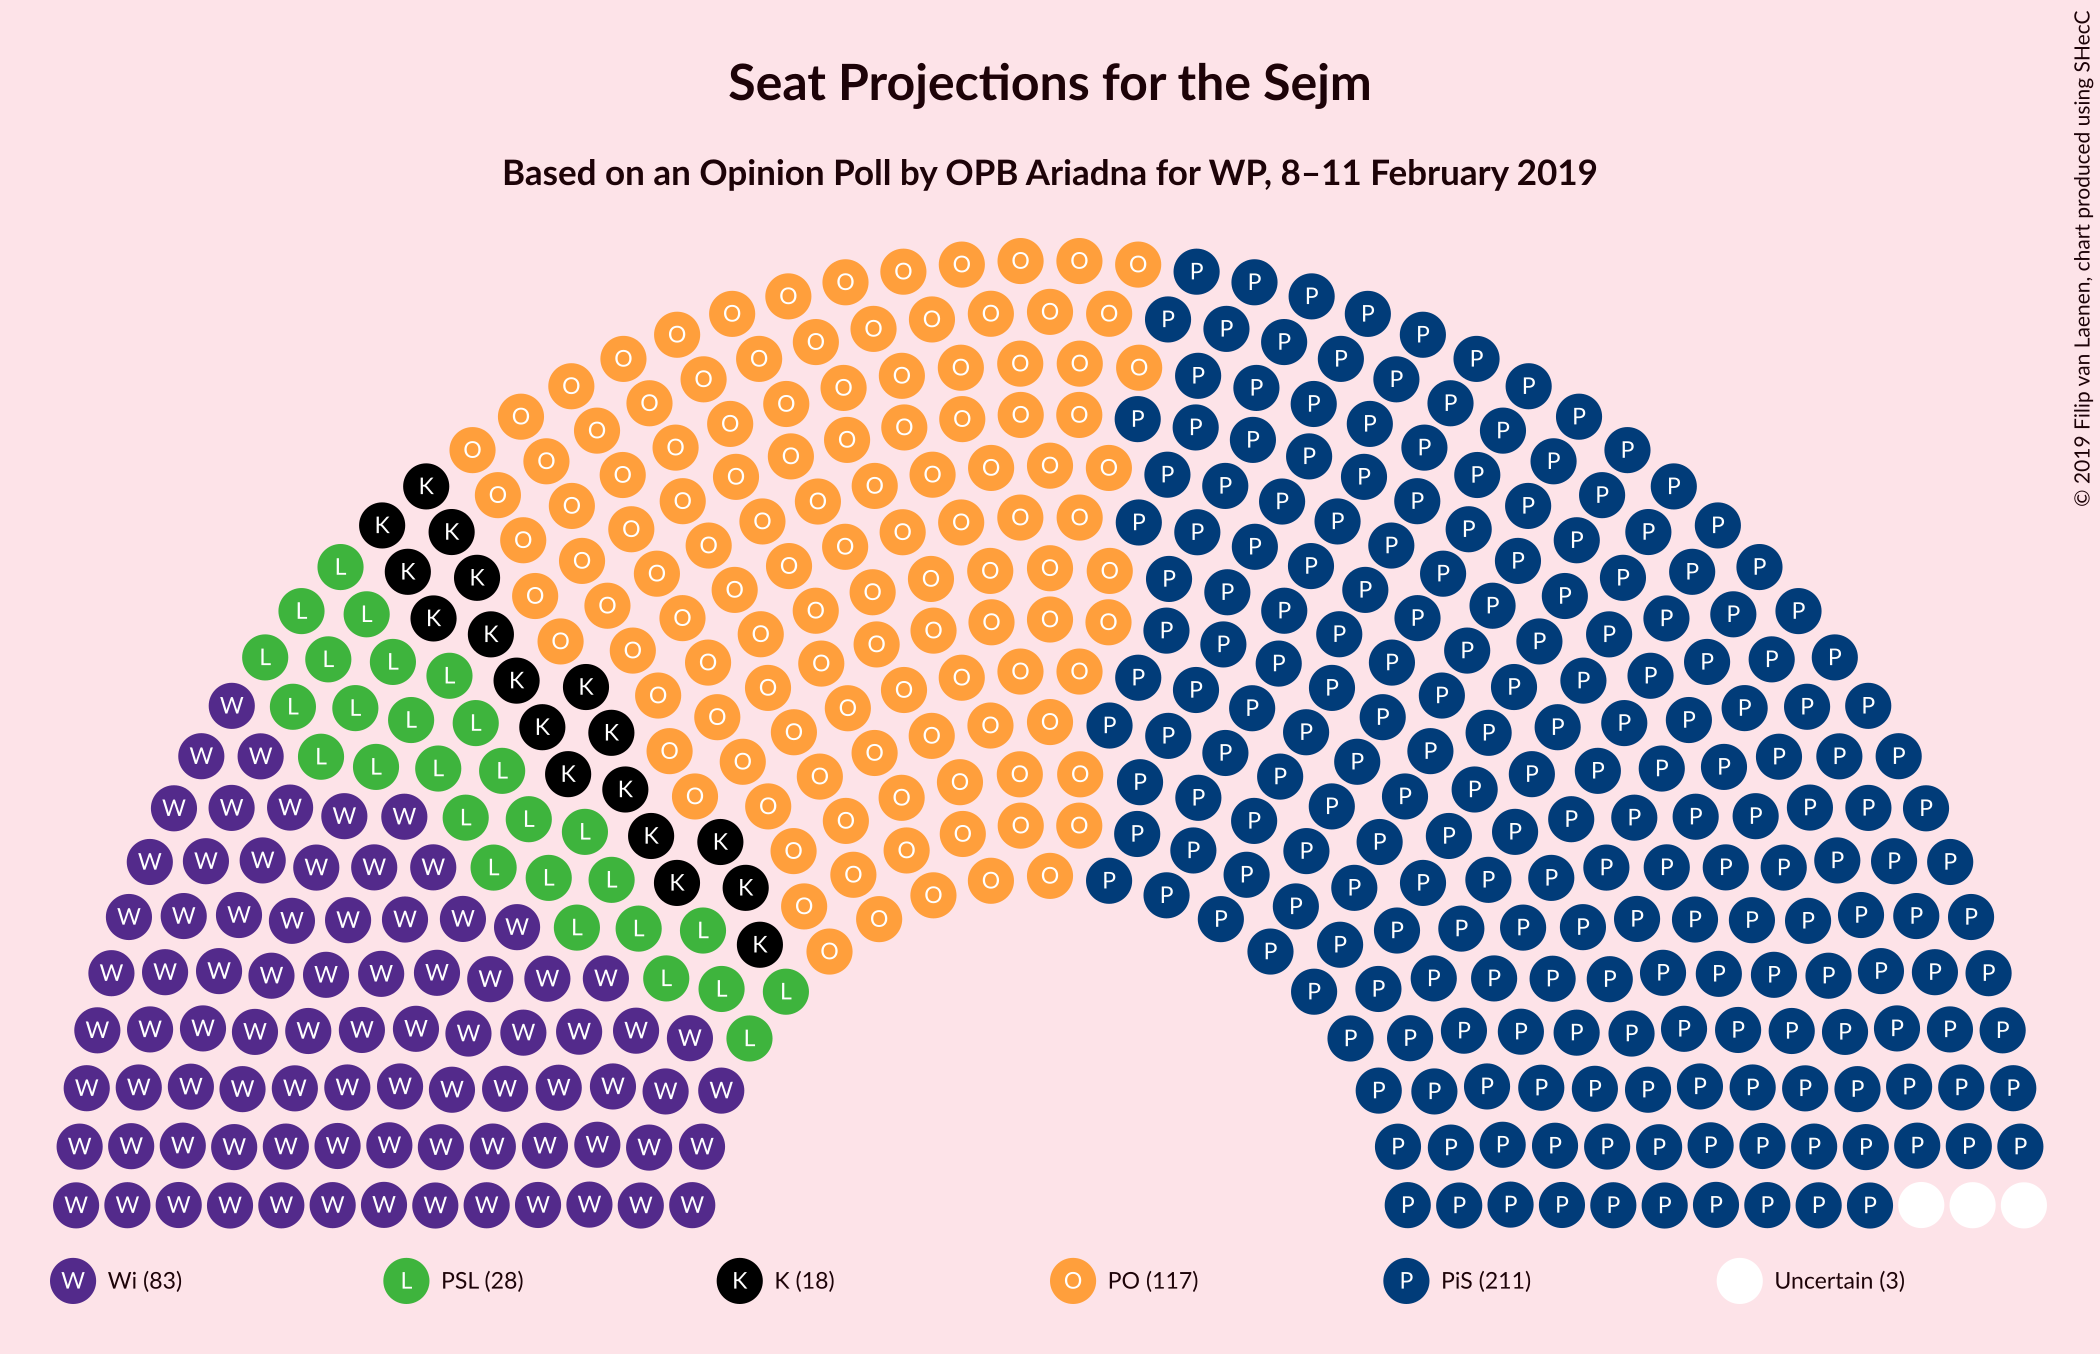 Seat Projections for the Sejm
Based on an Opinion Poll by OPB Ariadna for WP, 8–11 February 2019
© 2019 Filip van Laenen, chart produced using SHecC
W Wi (83)
L PSL (28)
K K (18)
O PO (117)
P PiS (211)
Uncertain (3)